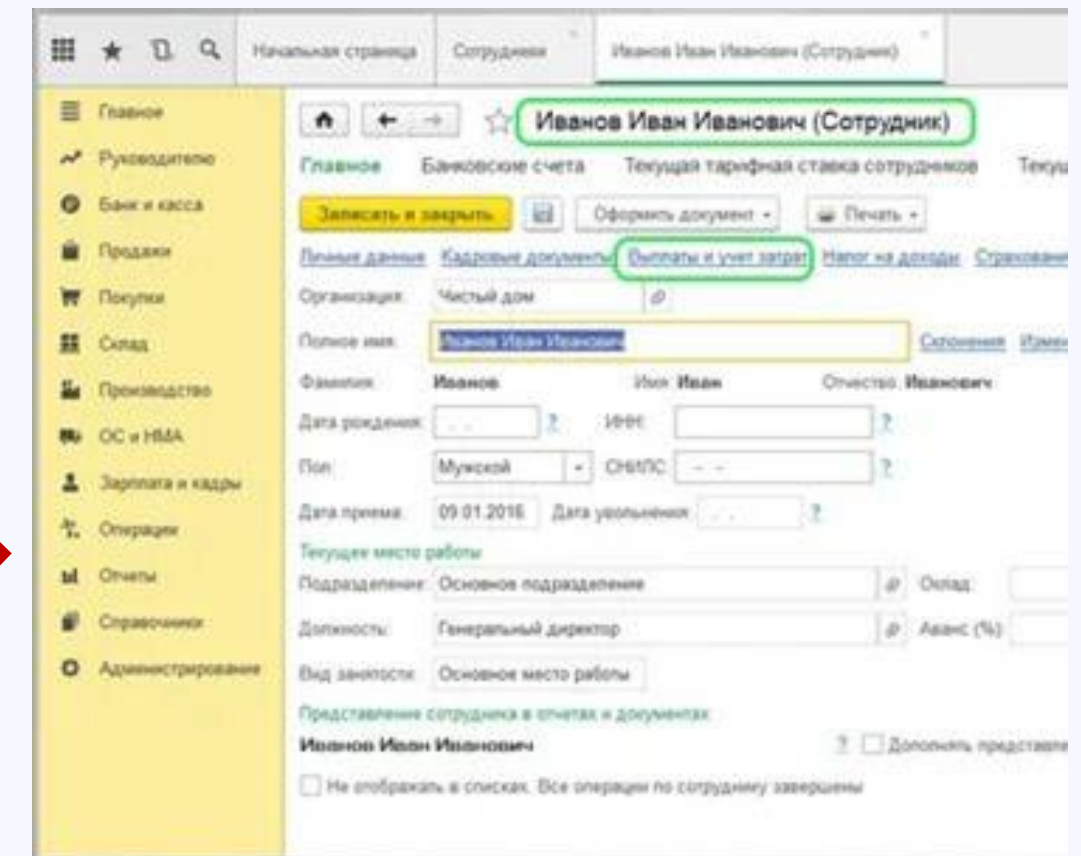 Начальная страница Сотрудники Иванов Иван Иванович (Сотрудник)
Главное
Руководителю
Банк и касса
Продажи
Покупки
Склад
Производство
ОС и НМА
Зарплата и кадры
Операции
Отчеты
Справочники
Администрирование
Иванов Иван Иванович (Сотрудник)
Главное Банковские счета Текущая тарифная ставка сотрудников Текущ
Записать и закрыть Оформить документ Печать
Личные данные Кадровые документы Выплаты и учет затрат Налог на доходы Страховани
Организация: Чистый дом
Полное имя: Иванов Иван Иванович Склонения Измен
Фамилия: Иванов Имя: Иван Отчество: Иванович
Дата рождения: . . ? ИНН: ?
Пол: Мужской СНИЛС: - - ?
Дата приема: 09.01.2016 Дата увольнения: . . ?
Текущее место работы
Подразделение: Основное подразделение Оклад:
Должность: Генеральный директор Аванс (%):
Вид занятости: Основное место работы
Представление сотрудника в отчетах и документах
Иванов Иван Иванович ? Дополнять представле
Не отображать в списках. Все операции по сотруднику завершены